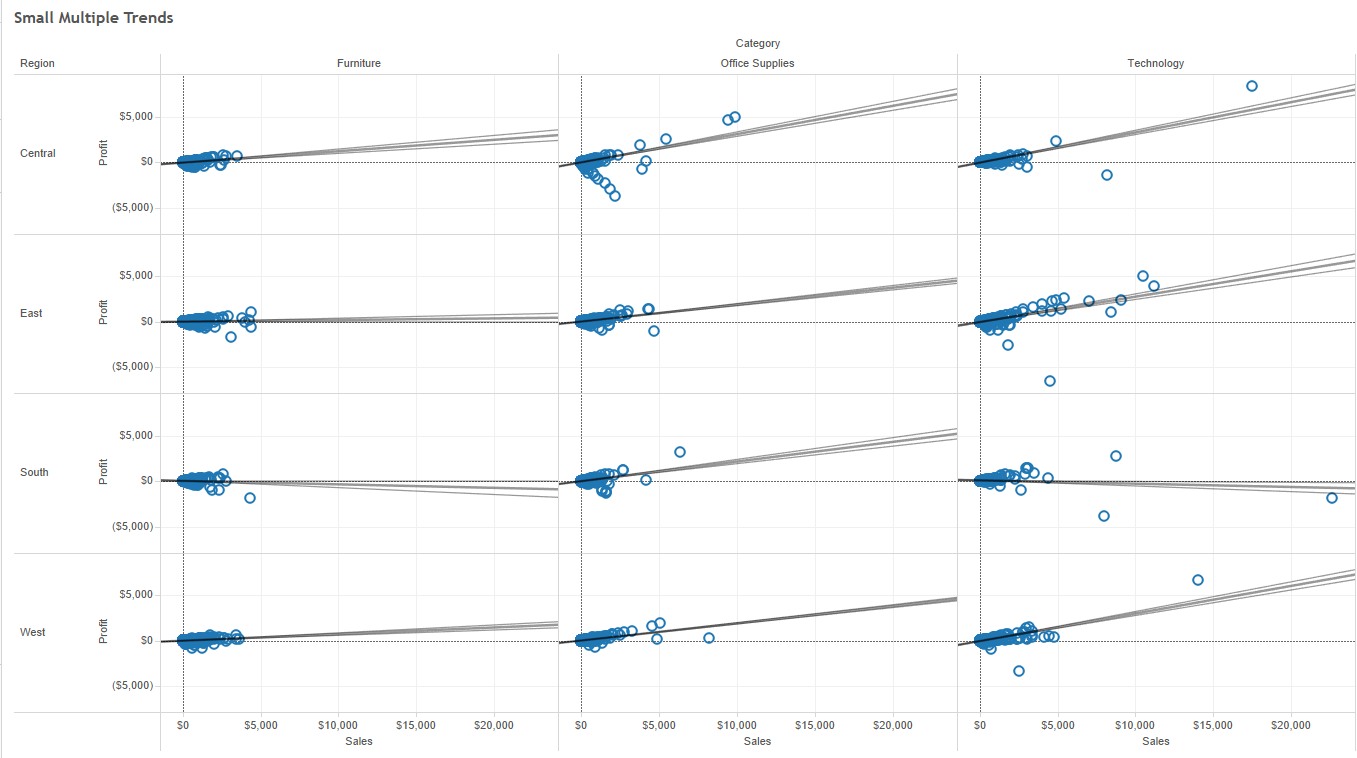 Small Multiple Trends
Category
Region Furniture Office Supplies Technology
Central Profit $5,000 $0 ($5,000)
East Profit $5,000 $0 ($5,000)
South Profit $5,000 $0 ($5,000)
West Profit $5,000 $0 ($5,000)
$0 $5,000 $10,000 $15,000 $20,000 $0 $5,000 $10,000 $15,000 $20,000 $0 $5,000 $10,000 $15,000 $20,000
Sales Sales Sales